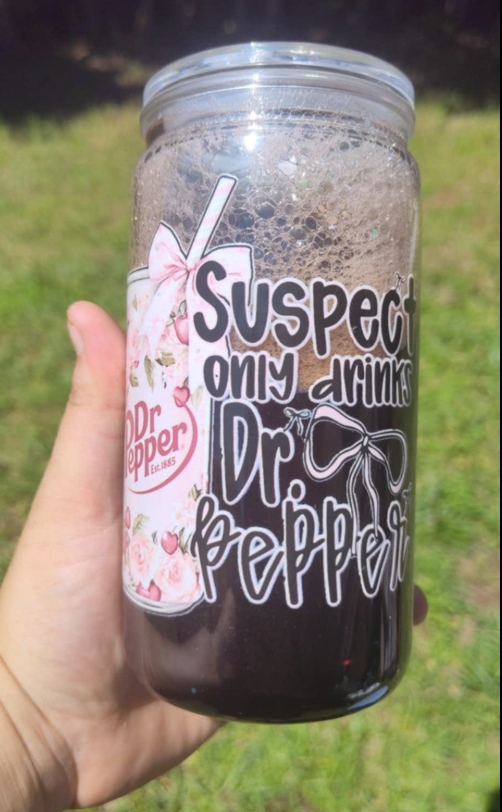 Suspect
only drinks
Dr.
pepper
Dr
Pepper
Est. 1885